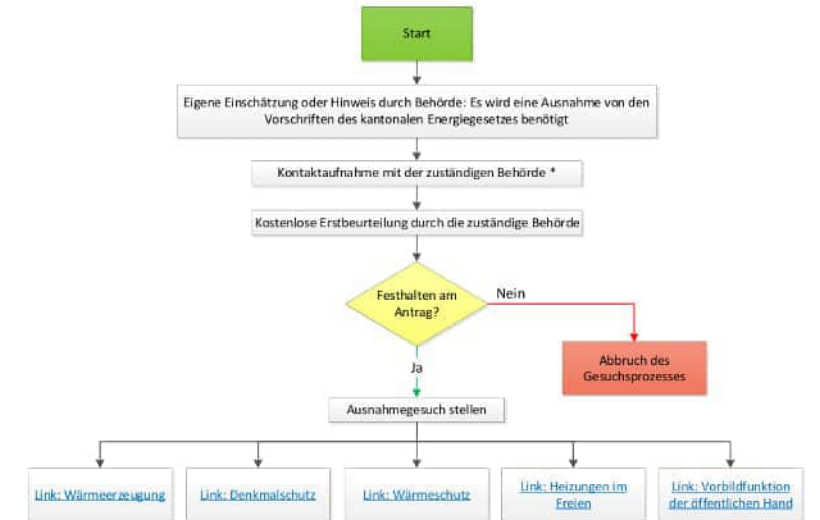 Start
Eigene Einschätzung oder Hinweis durch Behörde: Es wird eine Ausnahme von den
Vorschriften des kantonalen Energiegesetzes benötigt
Kontaktaufnahme mit der zuständigen Behörde *
Kostenlose Erstbeurteilung durch die zuständige Behörde
Festhalten am
Antrag?
Nein
Abbruch des
Gesuchsprozesses
Ja
Ausnahmegesuch stellen
Link: Wärmeerzeugung
Link: Denkmalschutz
Link: Wärmeschutz
Link: Heizungen im
Freien
Link: Vorbildfunktion
der öffentlichen Hand